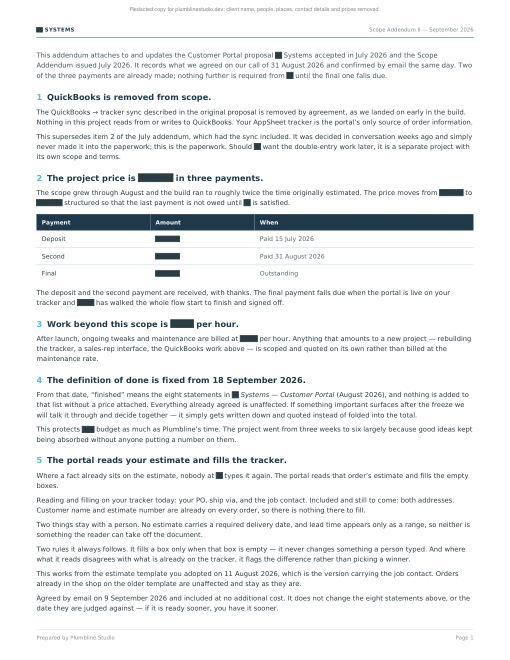 Redacted copy for plumblinestudio.dev: client name, people, places, contact details and prices removed.
SYSTEMS
Scope Addendum II — September 2026
This addendum attaches to and updates the Customer Portal proposal Systems accepted in July 2026 and the Scope
Addendum issued July 2026. It records what we agreed on our call of 31 August 2026 and confirmed by email the same day. Two
of the three payments are already made; nothing further is required from until the final one falls due.
1 QuickBooks is removed from scope.
The QuickBooks → tracker sync described in the original proposal is removed by agreement, as we landed on early in the build.
Nothing in this project reads from or writes to QuickBooks. Your AppSheet tracker is the portal's only source of order information.
This supersedes item 2 of the July addendum, which had the sync included. It was decided in conversation weeks ago and simply
never made it into the paperwork; this is the paperwork. Should want the double-entry work later, it is a separate project with
its own scope and terms.
2 The project price is in three payments.
The scope grew through August and the build ran to roughly twice the time originally estimated. The price moves from to
structured so that the last payment is not owed until is satisfied.
Payment Amount When
Deposit Paid 15 July 2026
Second Paid 31 August 2026
Final Outstanding
The deposit and the second payment are received, with thanks. The final payment falls due when the portal is live on your
tracker and has walked the whole flow start to finish and signed off.
3 Work beyond this scope is per hour.
After launch, ongoing tweaks and maintenance are billed at per hour. Anything that amounts to a new project — rebuilding
the tracker, a sales-rep interface, the QuickBooks work above — is scoped and quoted on its own rather than billed at the
maintenance rate.
4 The definition of done is fixed from 18 September 2026.
From that date, "finished" means the eight statements in Systems — Customer Portal (August 2026), and nothing is added to
that list without a price attached. Everything already agreed is unaffected. If something important surfaces after the freeze we
will talk it through and decide together — it simply gets written down and quoted instead of folded into the total.
This protects budget as much as Plumbline's time. The project went from three weeks to six largely because good ideas kept
being absorbed without anyone putting a number on them.
5 The portal reads your estimate and fills the tracker.
Where a fact already sits on the estimate, nobody at types it again. The portal reads that order's estimate and fills the empty
boxes.
Reading and filling on your tracker today: your PO, ship via, and the job contact. Included and still to come: both addresses.
Customer name and estimate number are already on every order, so there is nothing there to fill.
Two things stay with a person. No estimate carries a required delivery date, and lead time appears only as a range, so neither is
something the reader can take off the document.
Two rules it always follows. It fills a box only when that box is empty — it never changes something a person typed. And where
what it reads disagrees with what is already on the tracker, it flags the difference rather than picking a winner.
This works from the estimate template you adopted on 11 August 2026, which is the version carrying the job contact. Orders
already in the shop on the older template are unaffected and stay as they are.
Agreed by email on 9 September 2026 and included at no additional cost. It does not change the eight statements above, or the
date they are judged against — if it is ready sooner, you have it sooner.
Prepared by Plumbline Studio
Page 1